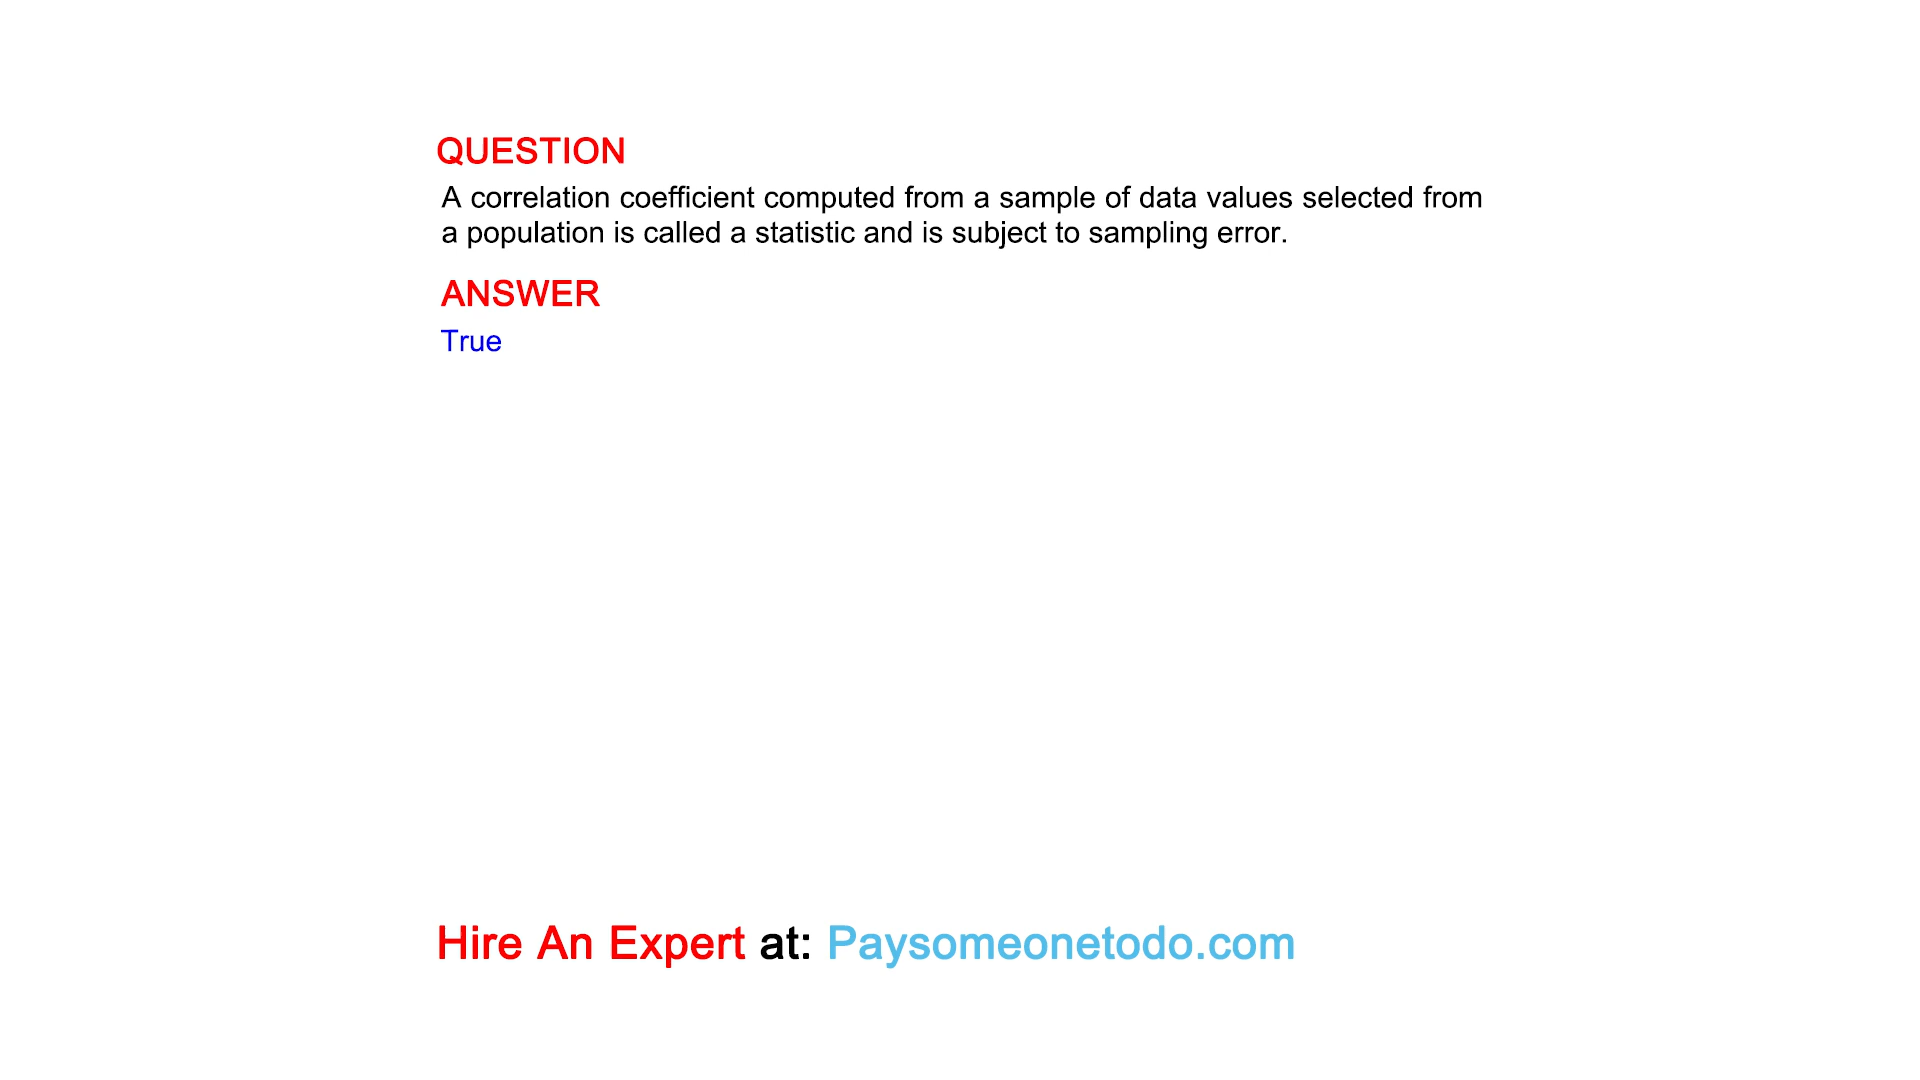 QUESTION
A correlation coefficient computed from a sample of data values selected from
a population is called a statistic and is subject to sampling error.
ANSWER
True
Hire An Expert at: Paysomeonetodo.com